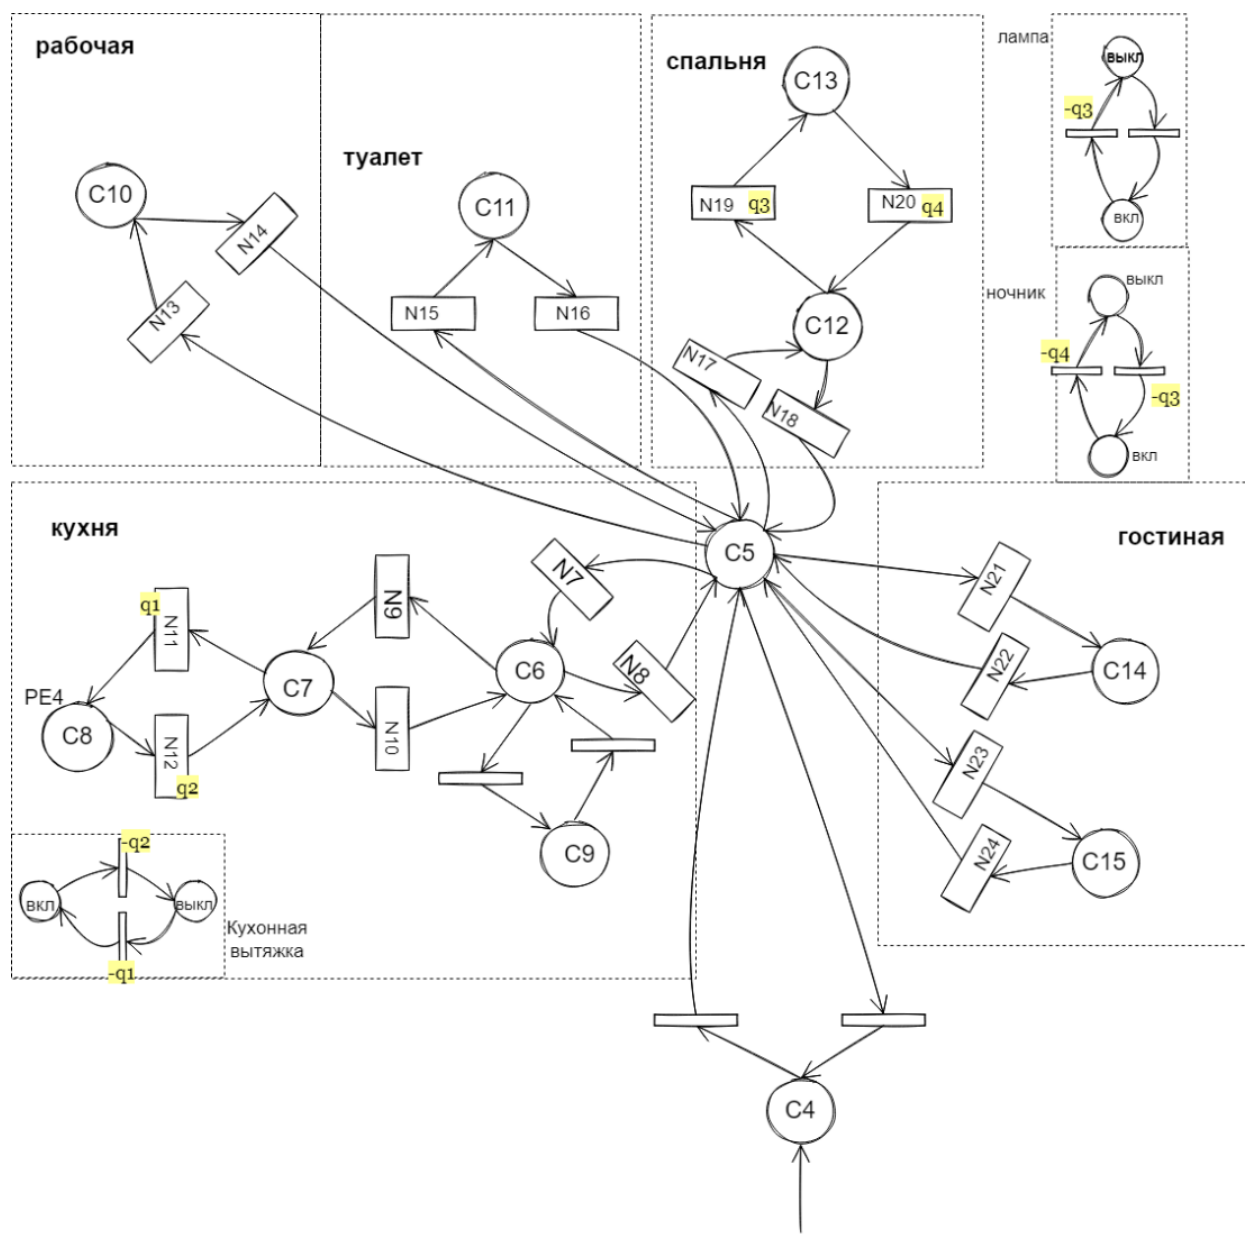 рабочая
туалет
спальня
лампа
выкл
-q3
вкл
ночник
выкл
-q4
-q3
вкл
C10
N14
N13
C11
N15
N16
C13
N19 q3
N20 q4
C12
N17
N18
кухня
C5
гостиная
q1
N11
N9
N7
C7
C6
N8
PE4
C8
N12
q2
N10
C9
N21
N22
C14
N23
N24
C15
-q2
вкл
выкл
-q1
Кухонная
вытяжка
C4